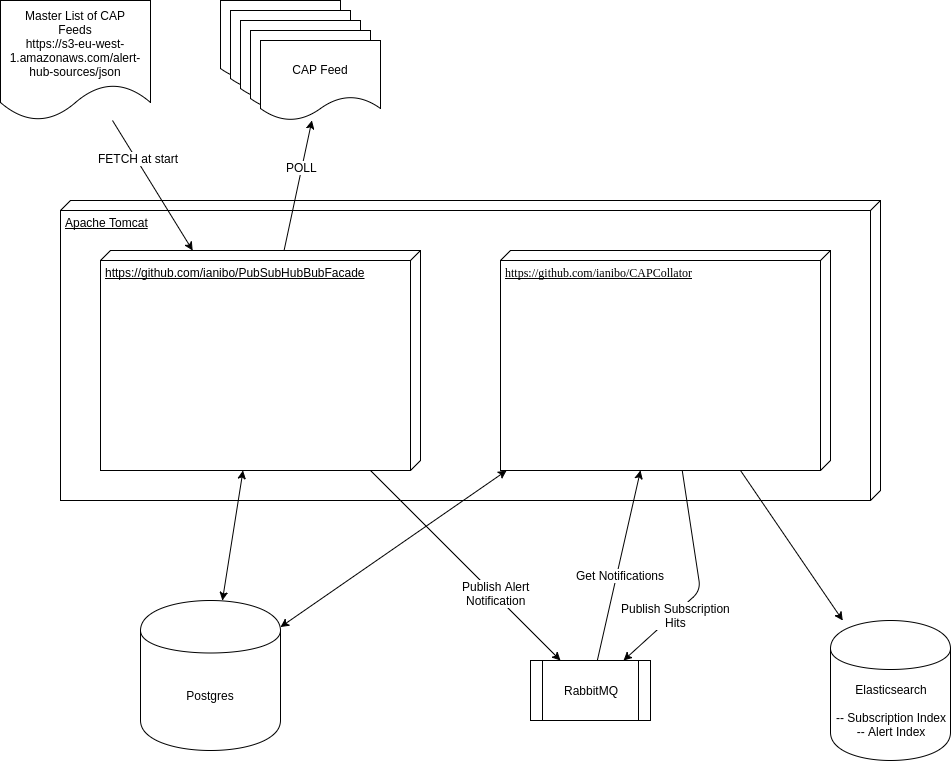 Master List of CAP
Feeds
https://s3-eu-west-
1.amazonaws.com/alert-
hub-sources/json
CAP Feed
FETCH at start
POLL
Apache Tomcat
https://github.com/ianibo/PubSubHubBubFacade
https://github.com/ianibo/CAPCollator
Get Notifications
Publish Alert
Notification
Publish Subscription
Hits
Postgres
RabbitMQ
Elasticsearch
-- Subscription Index
-- Alert Index